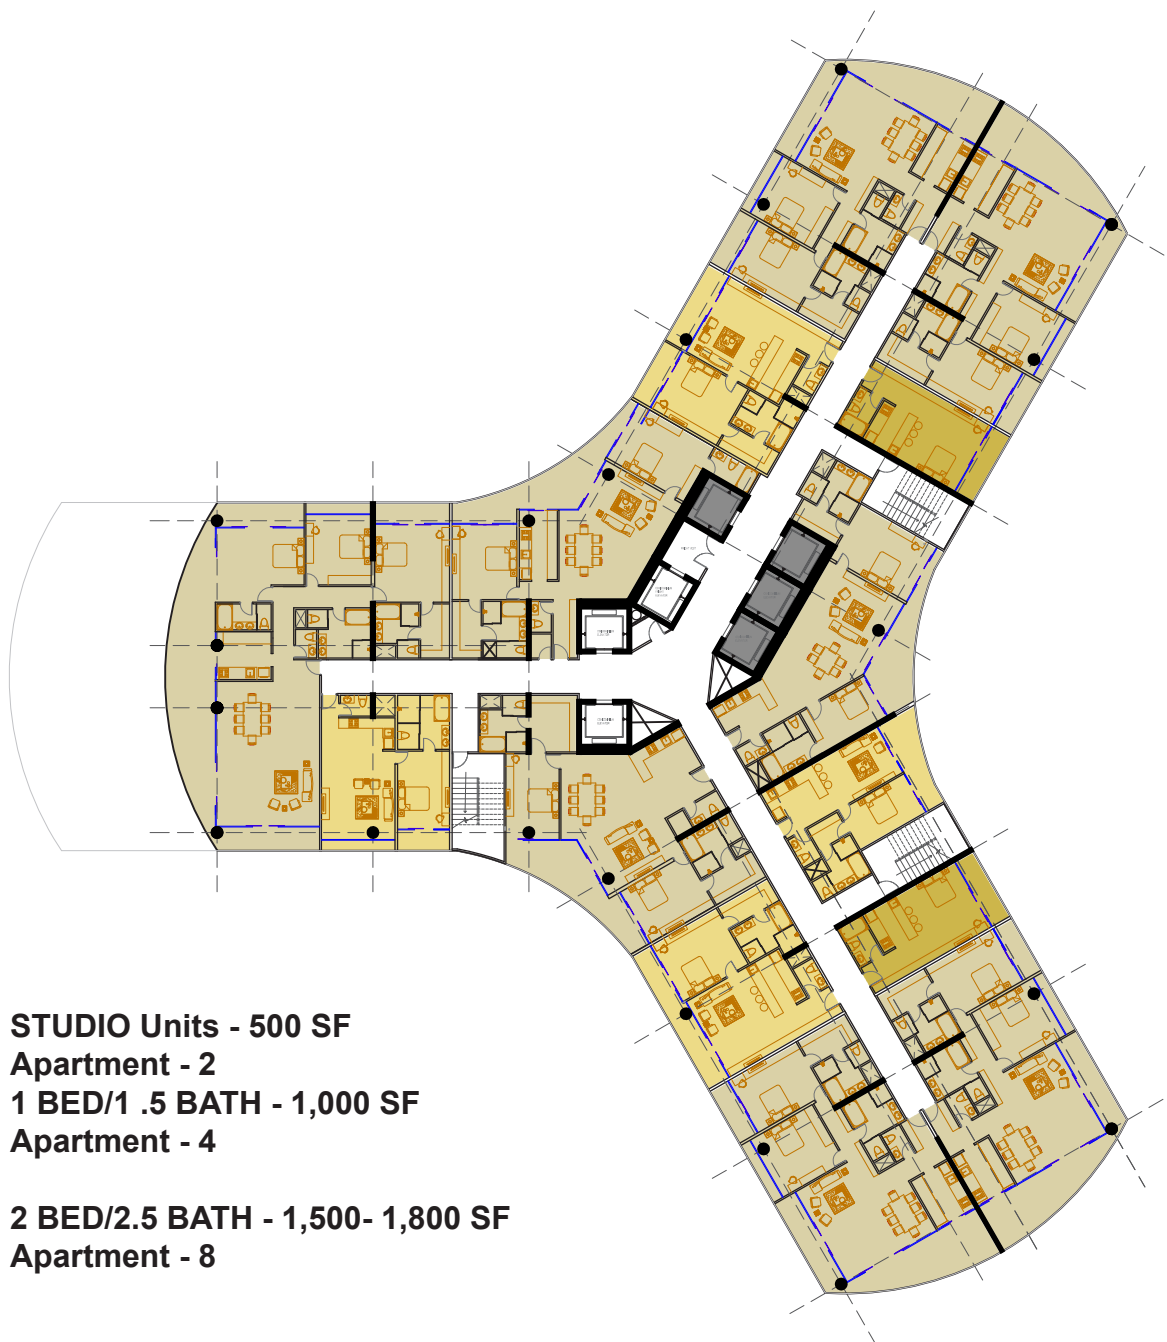 STUDIO Units - 500 SF
Apartment - 2
1 BED/1 .5 BATH - 1,000 SF
Apartment - 4
2 BED/2.5 BATH - 1,500- 1,800 SF
Apartment - 8